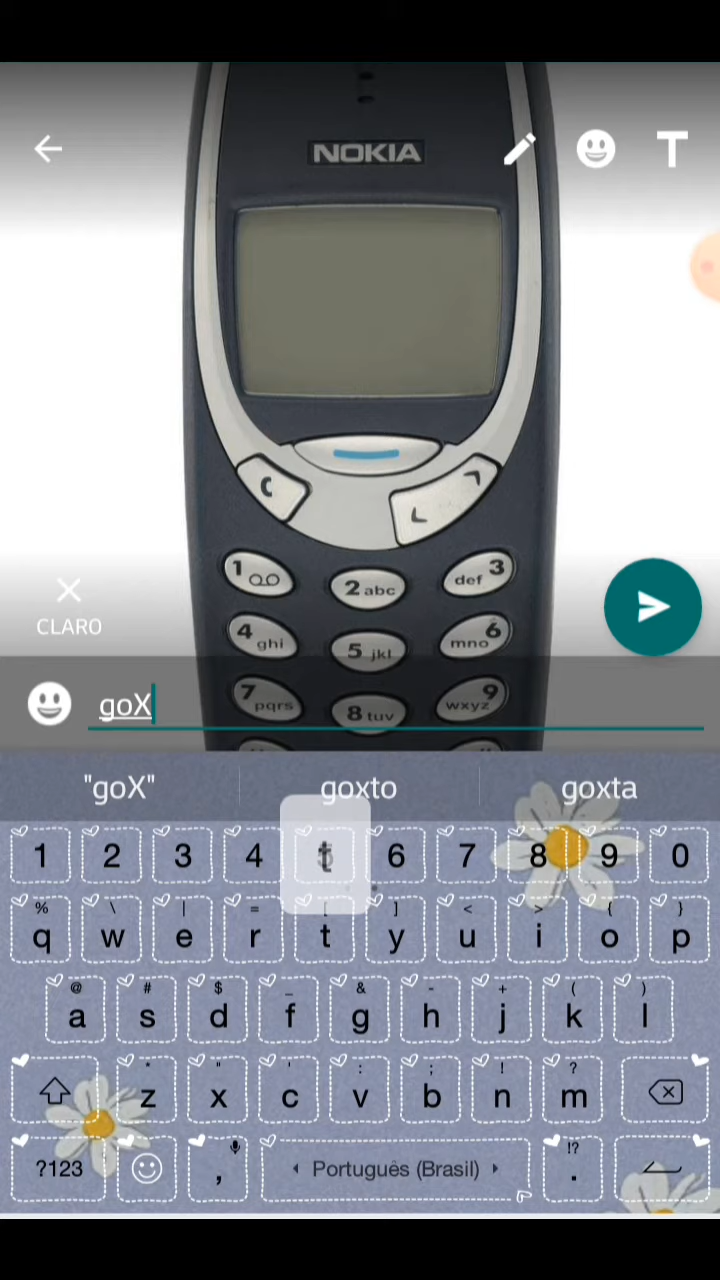 NOKIA
T
1
2 abc
def 3
4 ghi
5 jkl
mno 6
7 pqrs
8 tuv
wxyz 9
CLARO
goX
"goX" goxto goxta
1 2 3 4 t 6 7 8 9 0
% \ | = [ ] < > { }
q w e r t y u i o p
@ # $ _ & - + ( )
a s d f g h j k l
* " ' : ; ! ?
z x c v b n m
!?
?123 , Português (Brasil) .